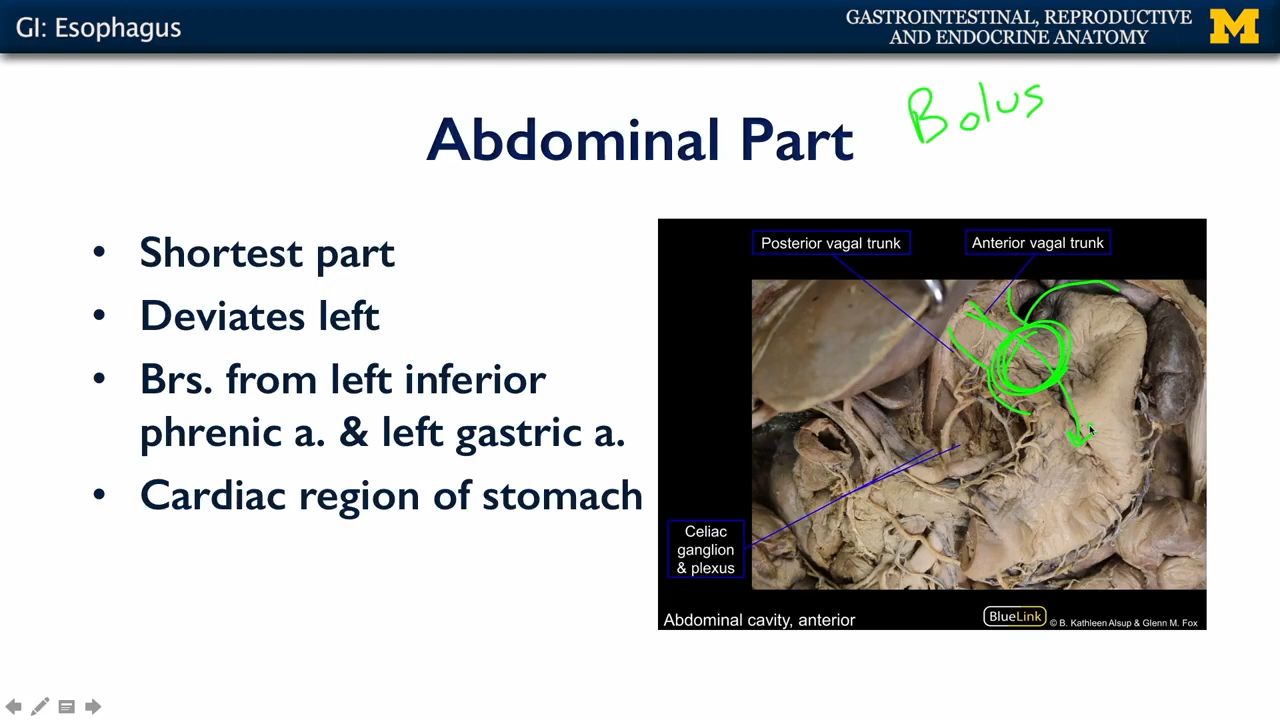 GI: Esophagus
GASTROINTESTINAL, REPRODUCTIVE
AND ENDOCRINE ANATOMY
M
Abdominal Part
Bolus
• Shortest part
• Deviates left
• Brs. from left inferior
phrenic a. & left gastric a.
• Cardiac region of stomach
Posterior vagal trunk
Anterior vagal trunk
Celiac
ganglion
& plexus
Abdominal cavity, anterior
BlueLink
© B. Kathleen Alsup & Glenn M. Fox